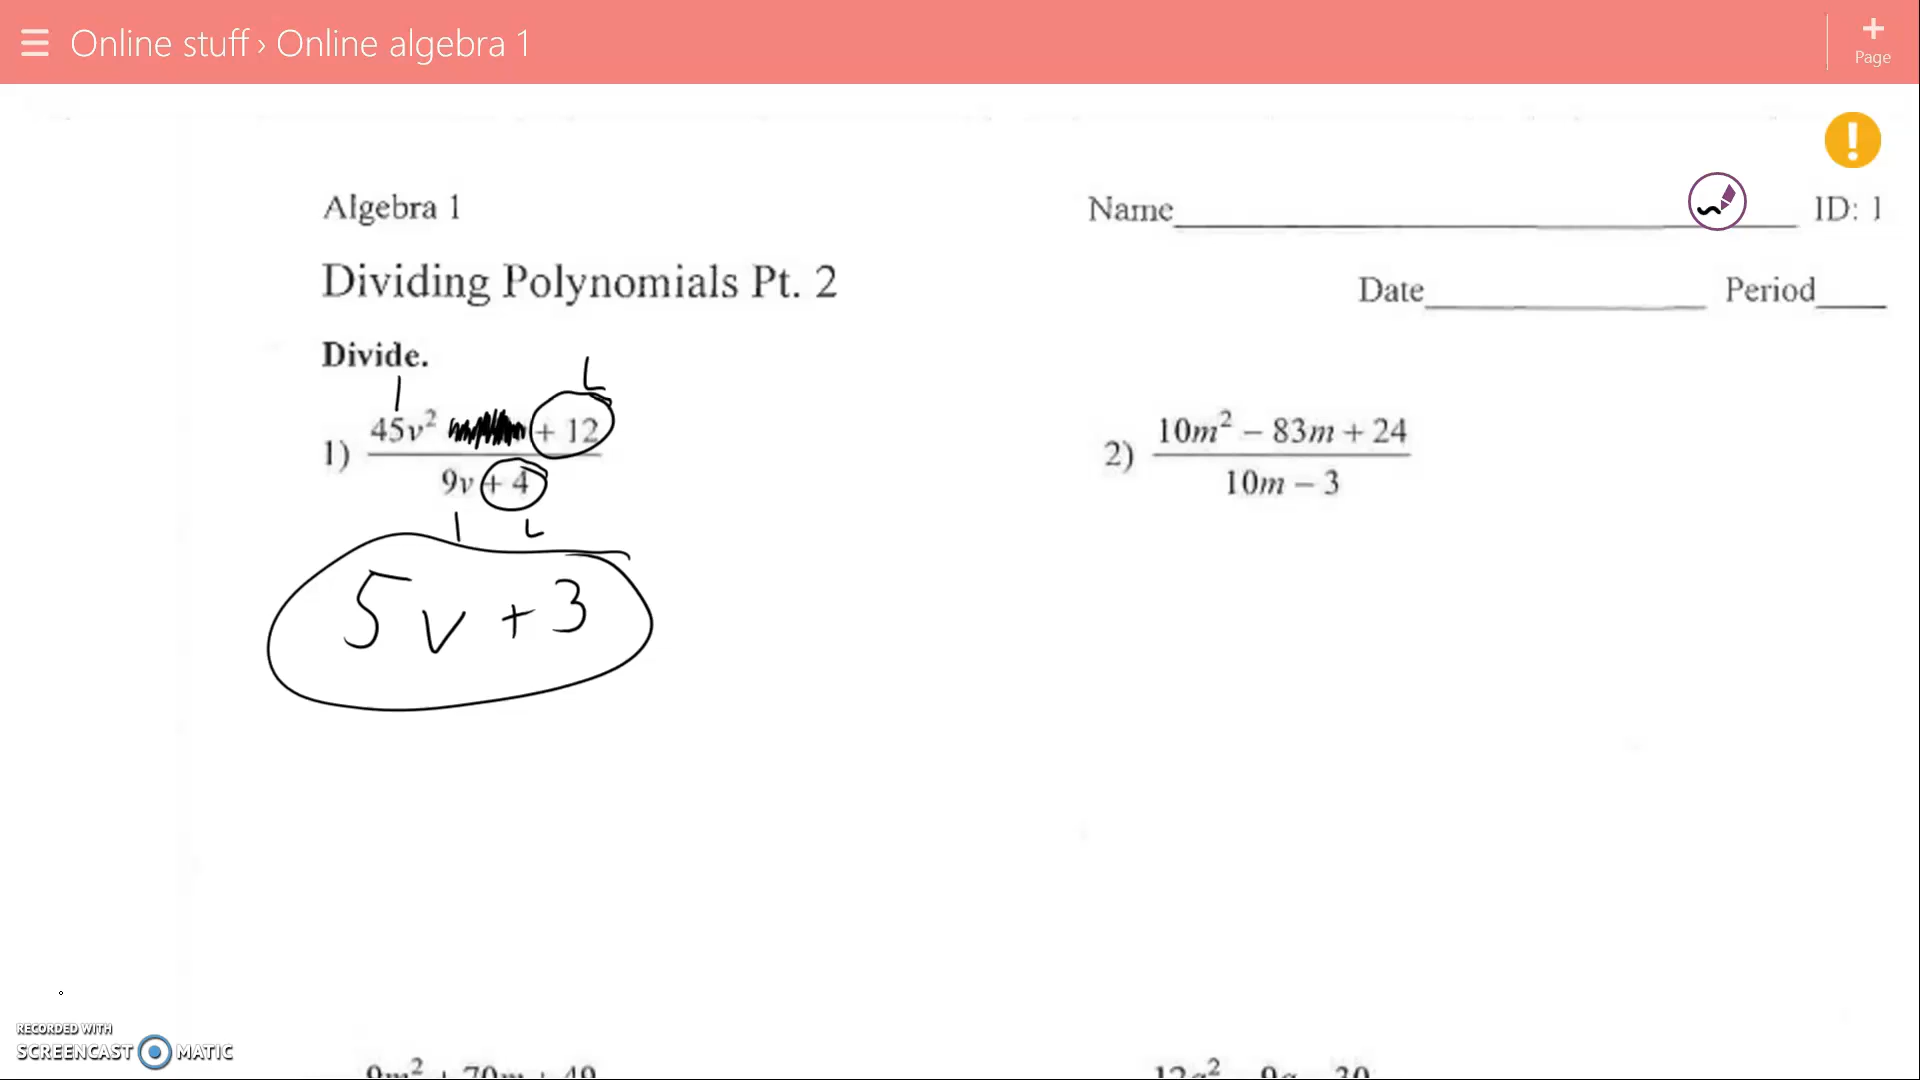 Online stuff › Online algebra 1
Page
Algebra 1
Name ID: 1
Dividing Polynomials Pt. 2
Date Period
Divide.
L
1) 45v² + 12
9v + 4
L
5v + 3
2) 10m² − 83m + 24
10m − 3
RECORDED WITH
SCREENCAST MATIC